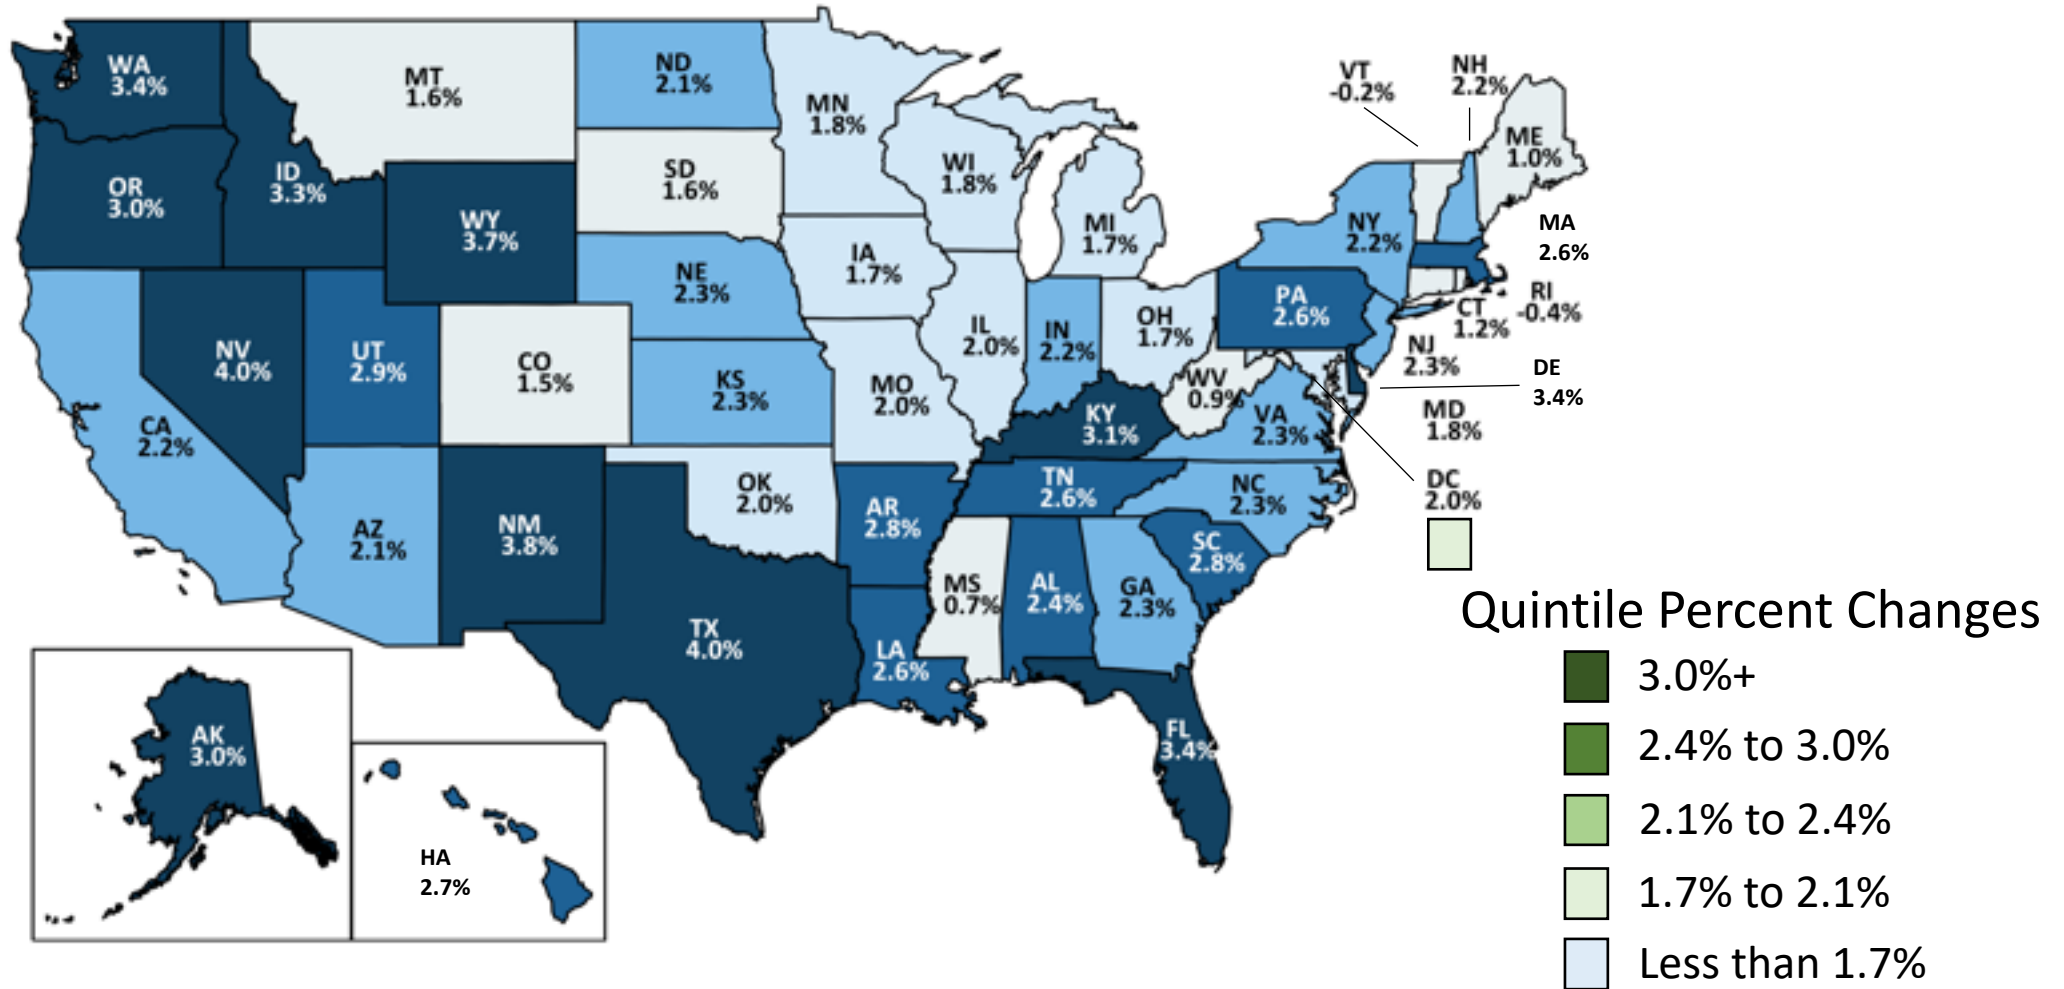 WA
3.4%
MT
1.6%
ND
2.1%
MN
1.8%
VT
-0.2%
NH
2.2%
ME
1.0%
OR
3.0%
ID
3.3%
WY
3.7%
SD
1.6%
WI
1.8%
MI
1.7%
NY
2.2%
MA
2.6%
IA
1.7%
NE
2.3%
PA
2.6%
CT
1.2%
RI
-0.4%
NV
4.0%
UT
2.9%
CO
1.5%
KS
2.3%
MO
2.0%
IL
2.0%
IN
2.2%
OH
1.7%
WV
0.9%
NJ
2.3%
DE
3.4%
MD
1.8%
CA
2.2%
KY
3.1%
VA
2.3%
AZ
2.1%
NM
3.8%
OK
2.0%
AR
2.8%
TN
2.6%
NC
2.3%
DC
2.0%
SC
2.8%
MS
0.7%
AL
2.4%
GA
2.3%
TX
4.0%
LA
2.6%
FL
3.4%
AK
3.0%
HA
2.7%
Quintile Percent Changes
3.0%+
2.4% to 3.0%
2.1% to 2.4%
1.7% to 2.1%
Less than 1.7%